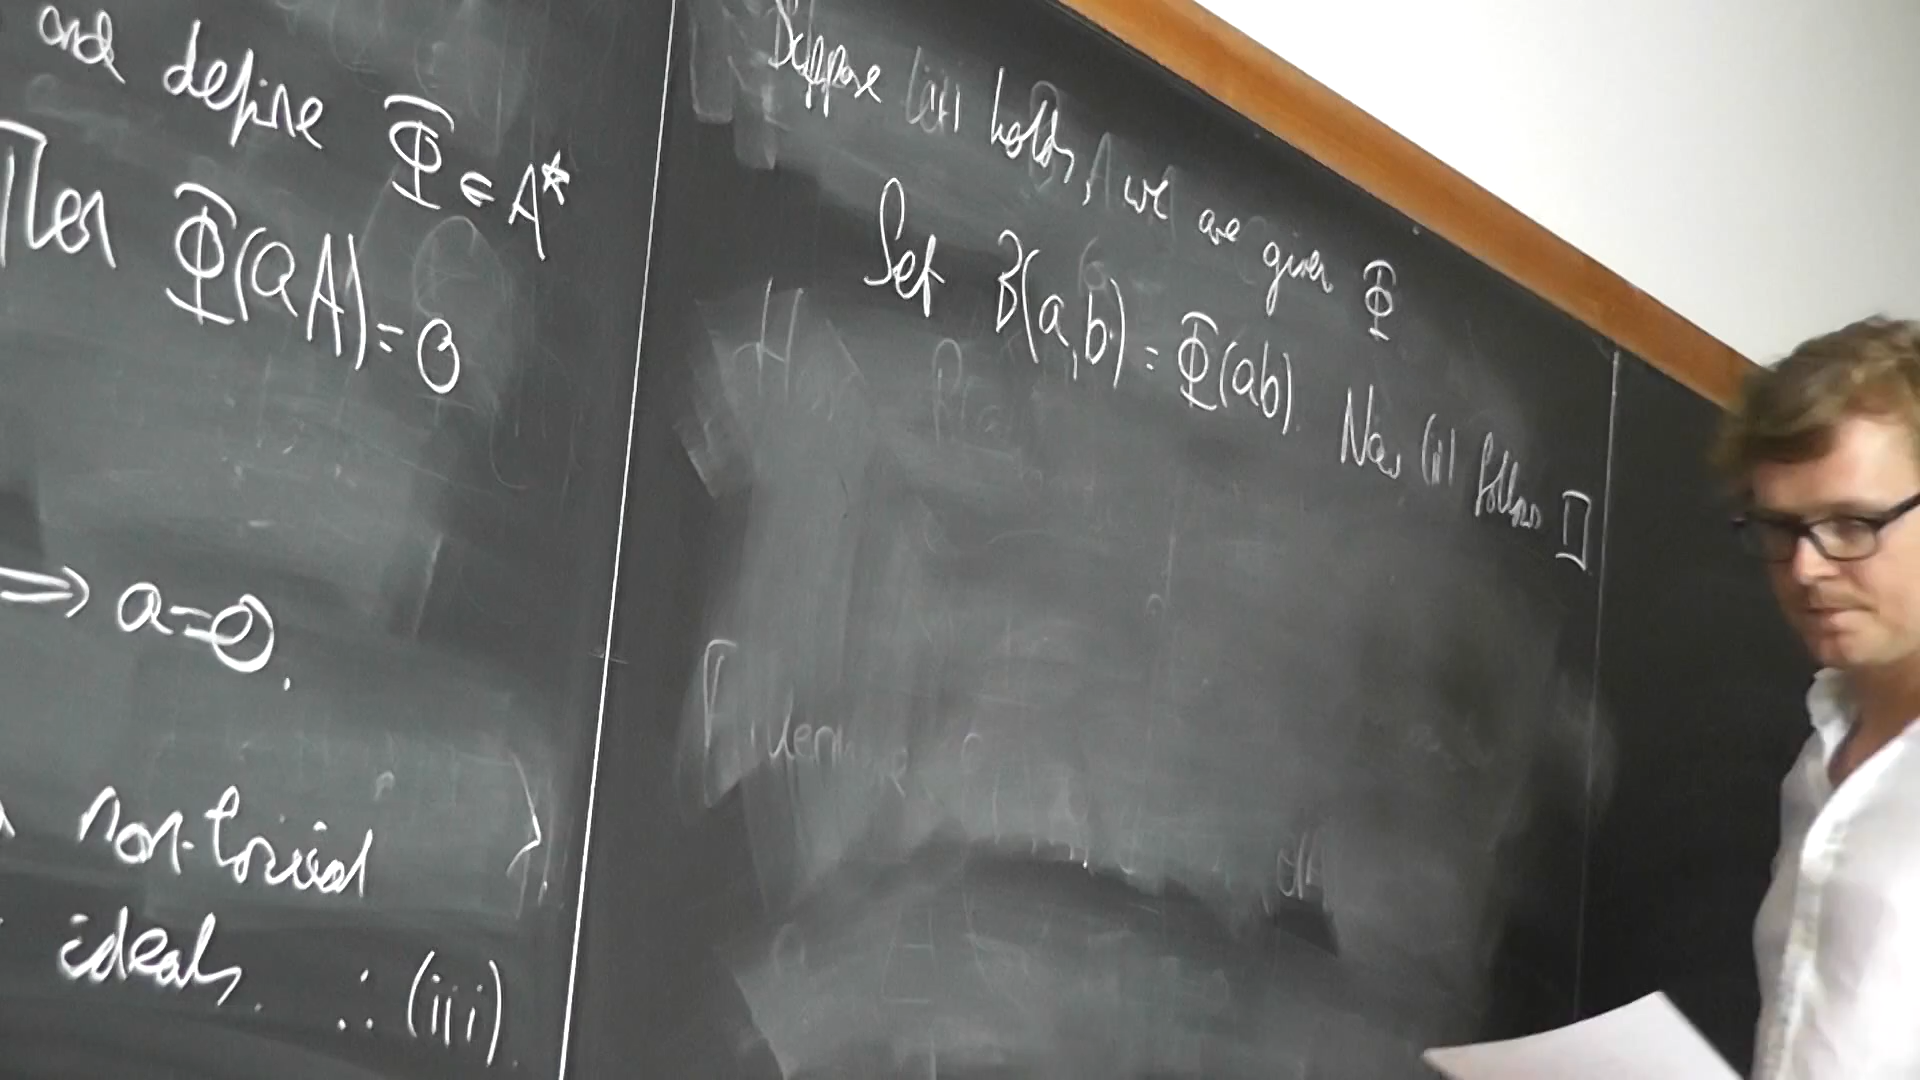 and define Φ̄ ∈ A*
Then Φ̄(aA)=0
⇒ a=0.
non-trivial
ideals. ∴ (iii).
Suppose (iii) holds, we are given Φ̄
Set B(a,b) = Φ̄(ab). Now (ii) follows □